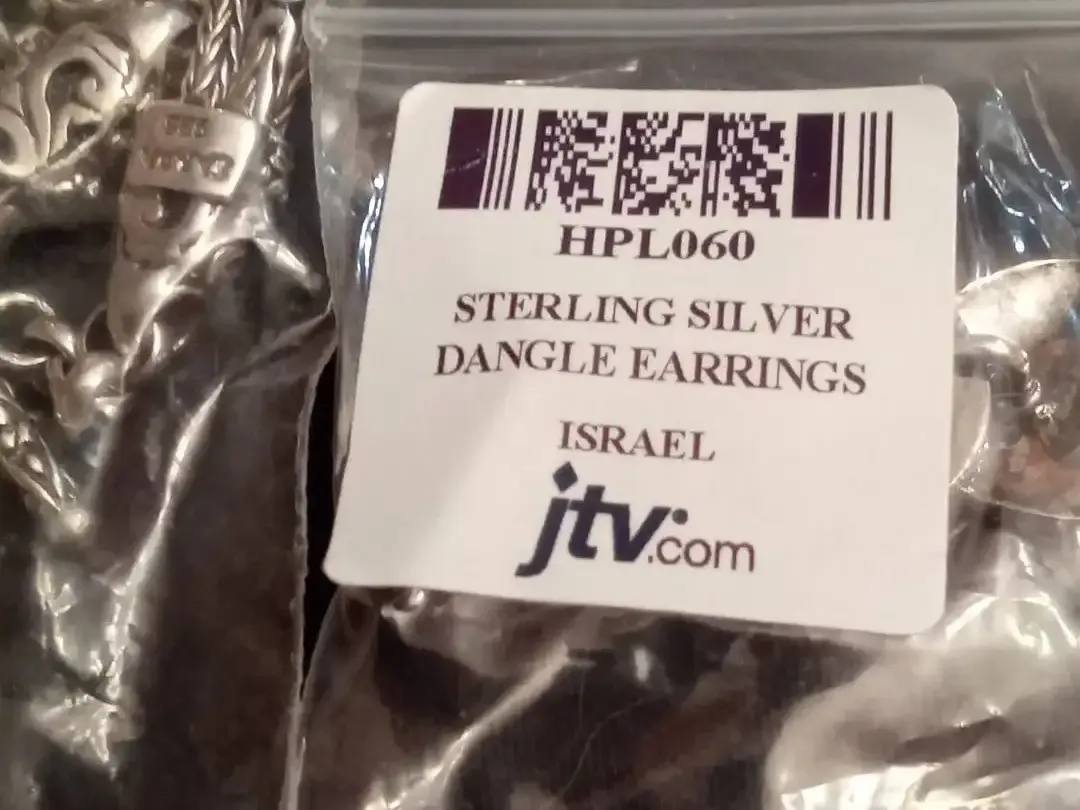 HPL060
STERLING SILVER
DANGLE EARRINGS
ISRAEL
jtv.com